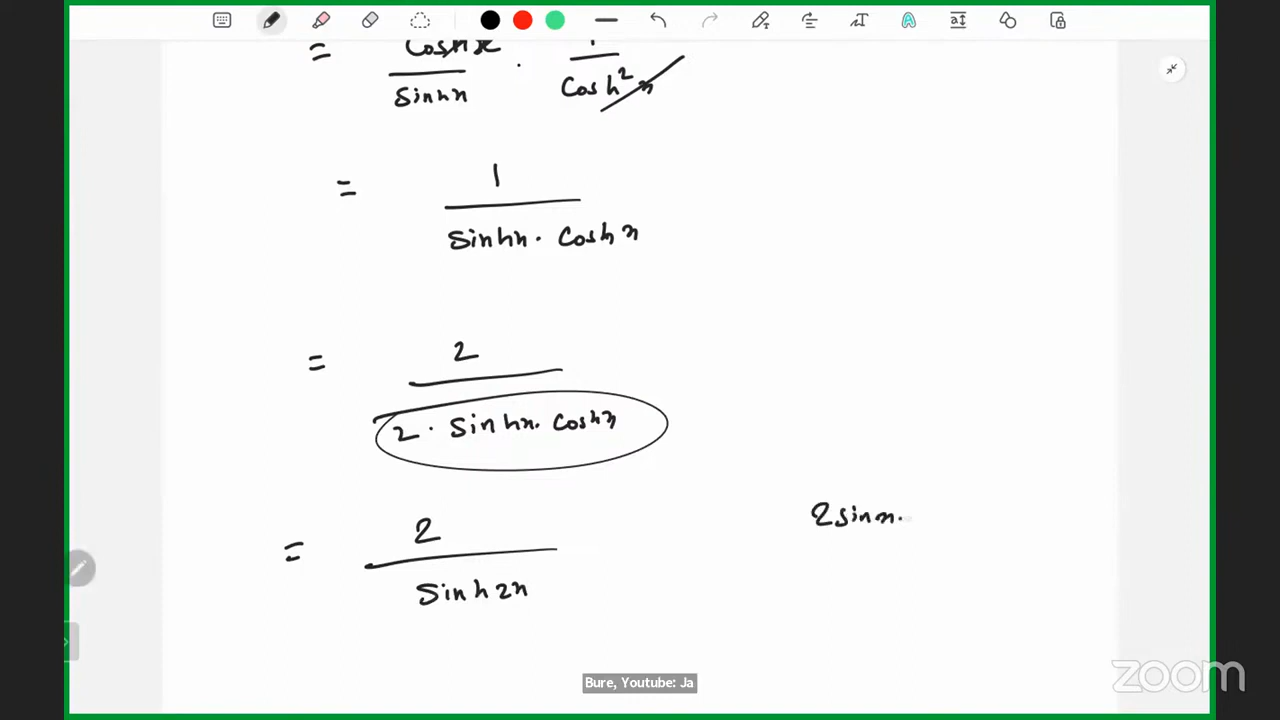 = coshx / sinhx . 1 / Cosh²x
= 1 / sinhx . coshx
= 2 / 2 . sinhx . coshx
= 2 / sinh2x
2sinx.
Bure, Youtube: Ja
zoom